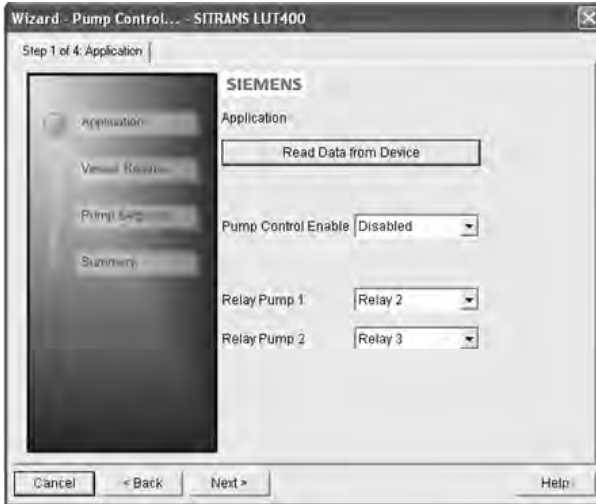 Wizard - Pump Control... - SITRANS LUT400
Step 1 of 4: Application
SIEMENS
Application
Application
Read Data from Device
Vessel
Pump
Pump Control Enable Disabled
Summary
Relay Pump 1 Relay 2
Relay Pump 2 Relay 3
Cancel
< Back
Next >
Help